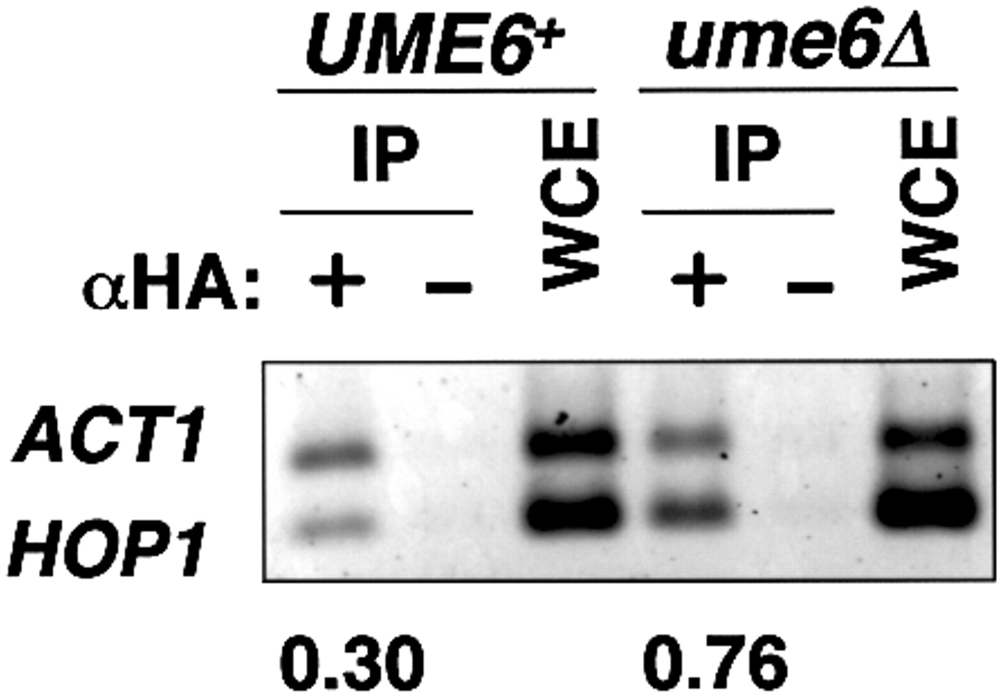 UME6+ ume6Δ
IP WCE IP WCE
αHA: + – + –
ACT1
HOP1
0.30 0.76